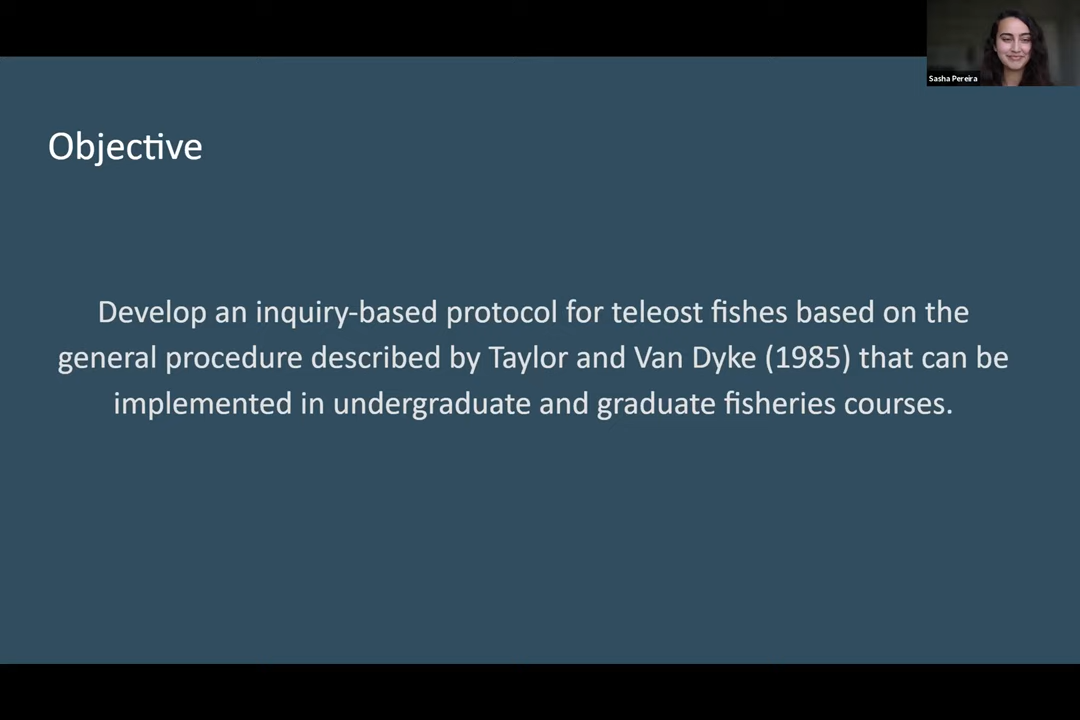 Sasha Pereira
Objective
Develop an inquiry-based protocol for teleost fishes based on the
general procedure described by Taylor and Van Dyke (1985) that can be
implemented in undergraduate and graduate fisheries courses.